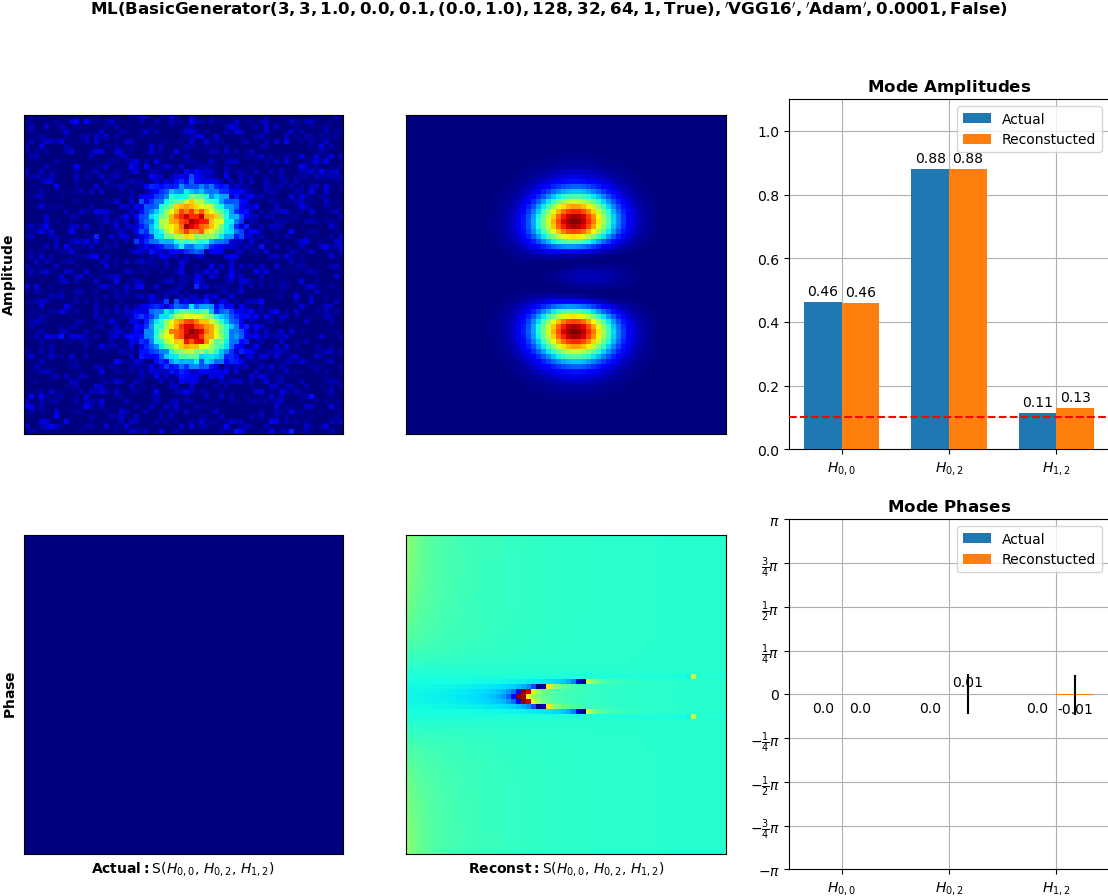 ML(BasicGenerator(3, 3, 1.0, 0.0, 0.1, (0.0, 1.0), 128, 32, 64, 1, True), ′VGG16′, ′Adam′, 0.0001, False)
Amplitude
Mode Amplitudes
Actual
Reconstucted
1.0
0.8
0.6
0.4
0.2
0.0
0.46 0.46
0.88 0.88
0.11 0.13
H0,0 H0,2 H1,2
Phase
Actual: S(H0,0, H0,2, H1,2)
Reconst: S(H0,0, H0,2, H1,2)
Mode Phases
Actual
Reconstucted
π
3/4π
1/2π
1/4π
0
−1/4π
−1/2π
−3/4π
−π
0.0 0.0
0.0 0.01
0.0 -0.01
H0,0 H0,2 H1,2